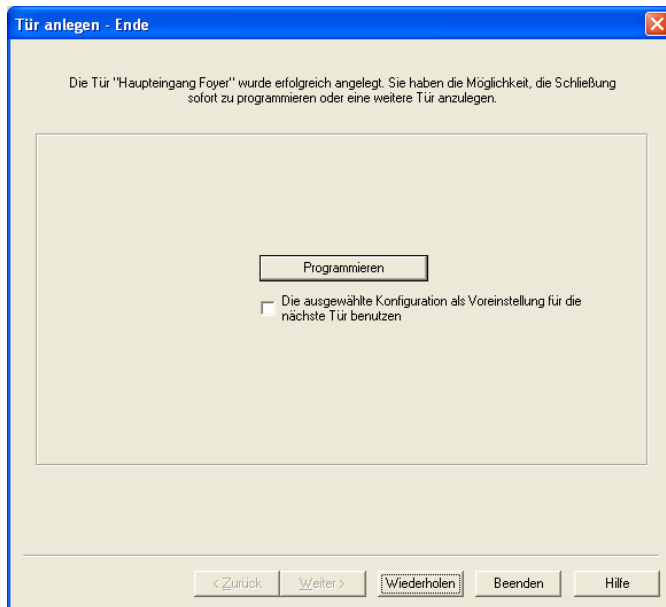 Tür anlegen - Ende
Die Tür "Haupteingang Foyer" wurde erfolgreich angelegt. Sie haben die Möglichkeit, die Schließung
sofort zu programmieren oder eine weitere Tür anzulegen.
Programmieren
Die ausgewählte Konfiguration als Voreinstellung für die
nächste Tür benutzen
< Zurück Weiter > Wiederholen Beenden Hilfe